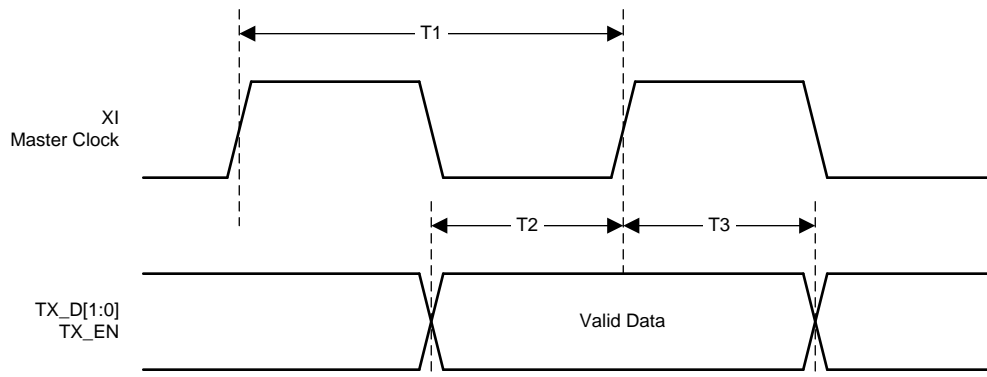 T1
XI
Master Clock
T2
T3
TX_D[1:0]
TX_EN
Valid Data